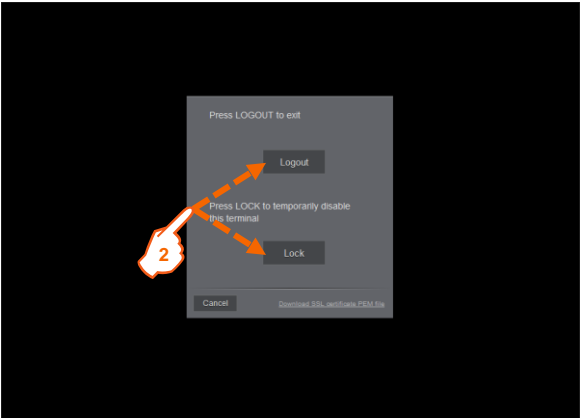 Press LOGOUT to exit
Logout
Press LOCK to temporarily disable
this terminal
2
Lock
Cancel
Download SSL certificate PEM file